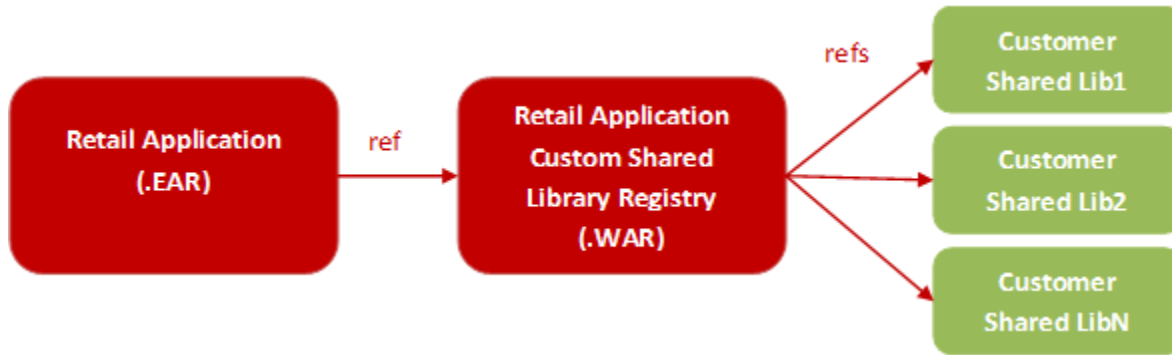 Retail Application
(.EAR)
ref
Retail Application
Custom Shared
Library Registry
(.WAR)
refs
Customer
Shared Lib1
Customer
Shared Lib2
Customer
Shared LibN